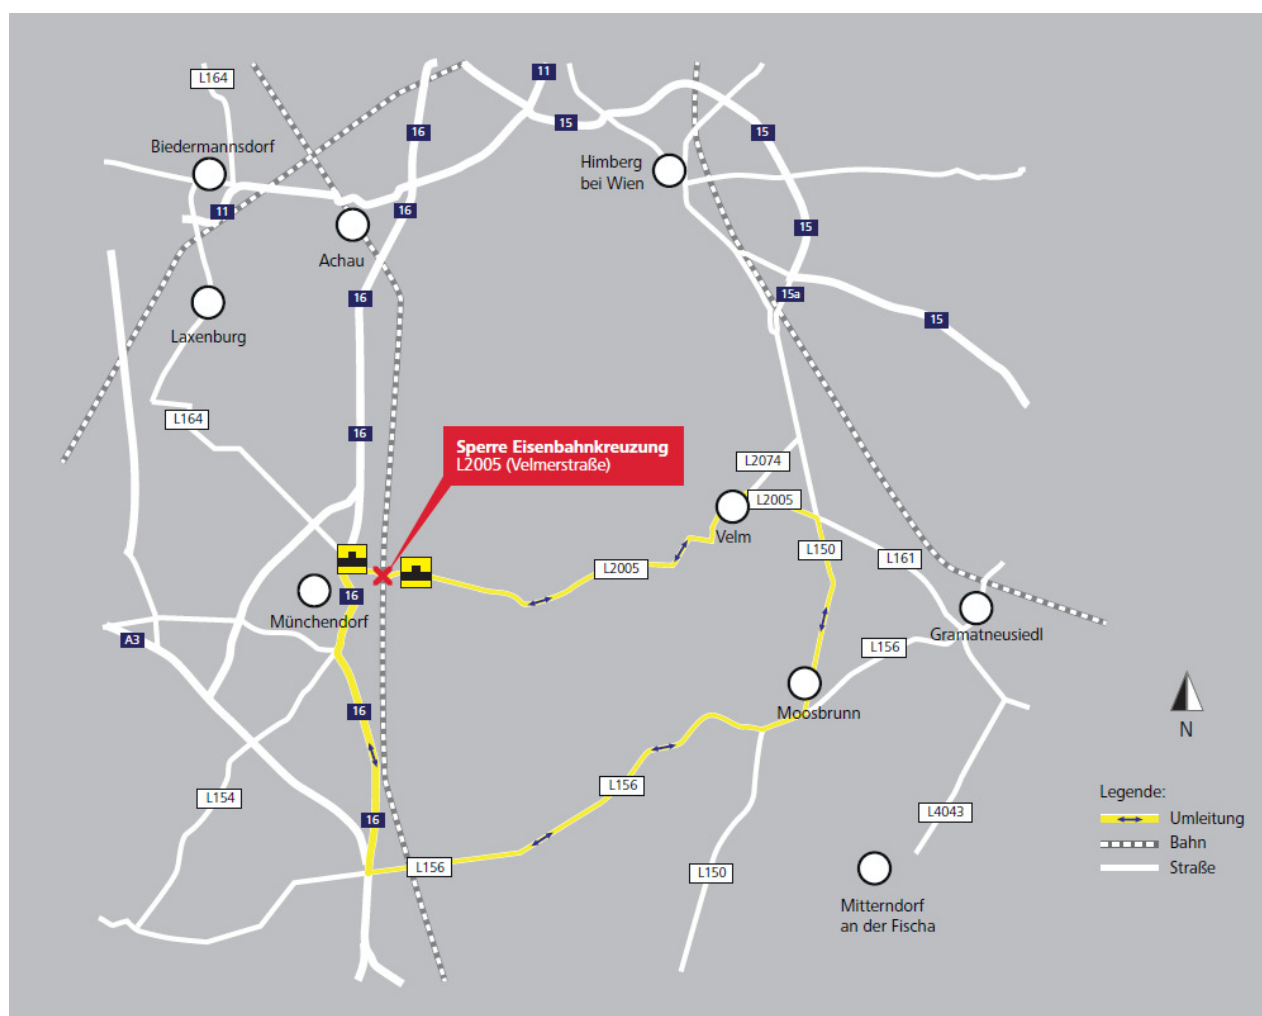 L164
11
16
15
15
Biedermannsdorf
Himberg
bei Wien
11
16
15
Achau
16
15a
15
Laxenburg
L164
16
Sperre Eisenbahnkreuzung
L2005 (Velmerstraße)
L2074
L2005
Velm
L150
L161
L2005
16
Münchendorf
A3
Gramatneusiedl
L156
16
Moosbrunn
N
L156
L154
16
Legende:
Umleitung
Bahn
Straße
L4043
L156
L150
Mitterndorf
an der Fischa